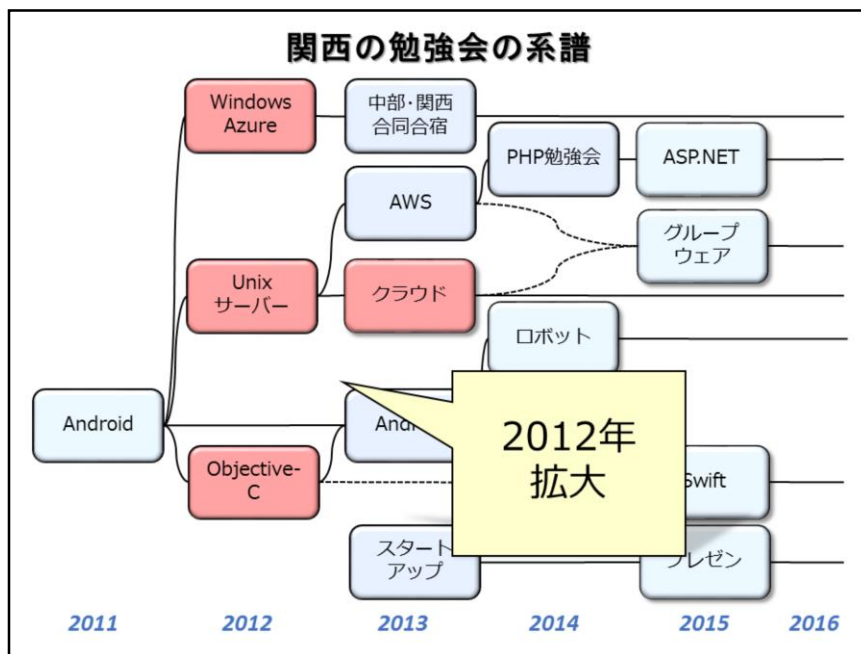 関西の勉強会の系譜
Windows
Azure
中部・関西
合同合宿
PHP勉強会
ASP.NET
AWS
グループ
ウェア
Unix
サーバー
クラウド
ロボット
Android
Objective-
C
2012年
拡大
Swift
スタート
アップ
プレゼン
2011
2012
2013
2014
2015
2016